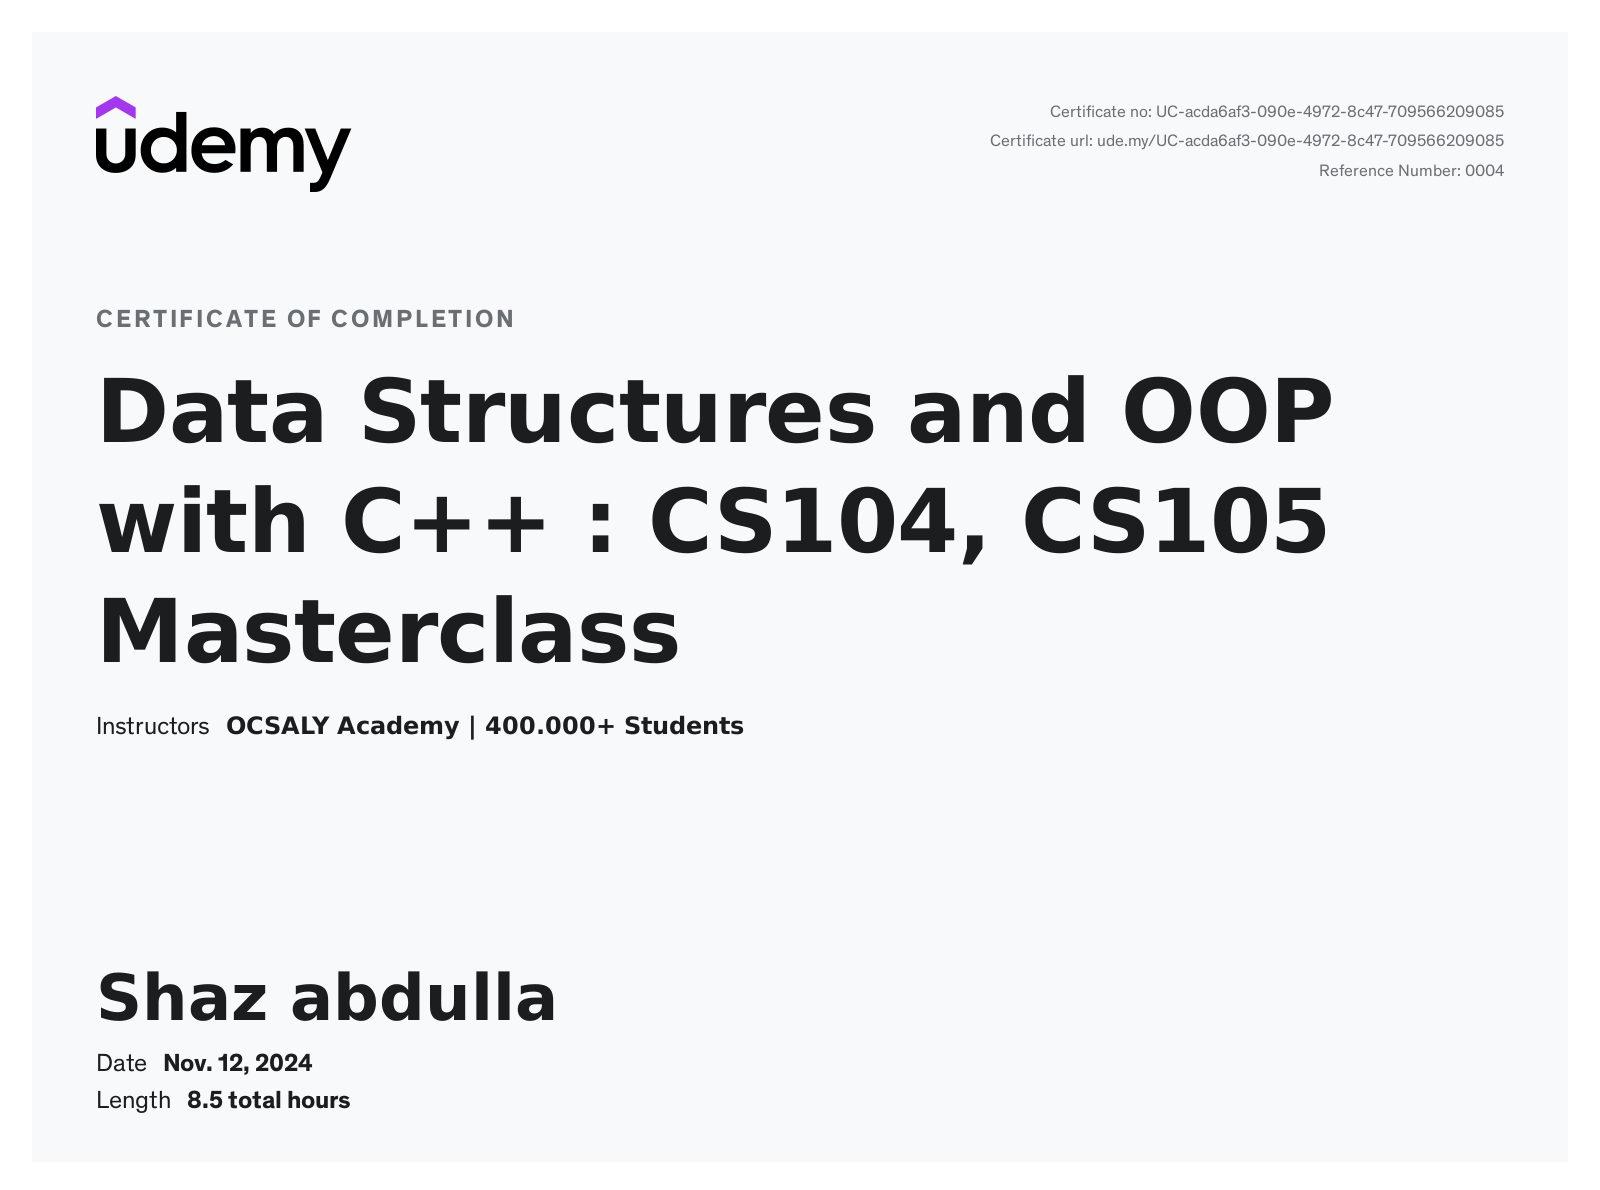 udemy
Certificate no: UC-acda6af3-090e-4972-8c47-709566209085
Certificate url: ude.my/UC-acda6af3-090e-4972-8c47-709566209085
Reference Number: 0004
CERTIFICATE OF COMPLETION
Data Structures and OOP
with C++ : CS104, CS105
Masterclass
Instructors OCSALY Academy | 400.000+ Students
Shaz abdulla
Date Nov. 12, 2024
Length 8.5 total hours